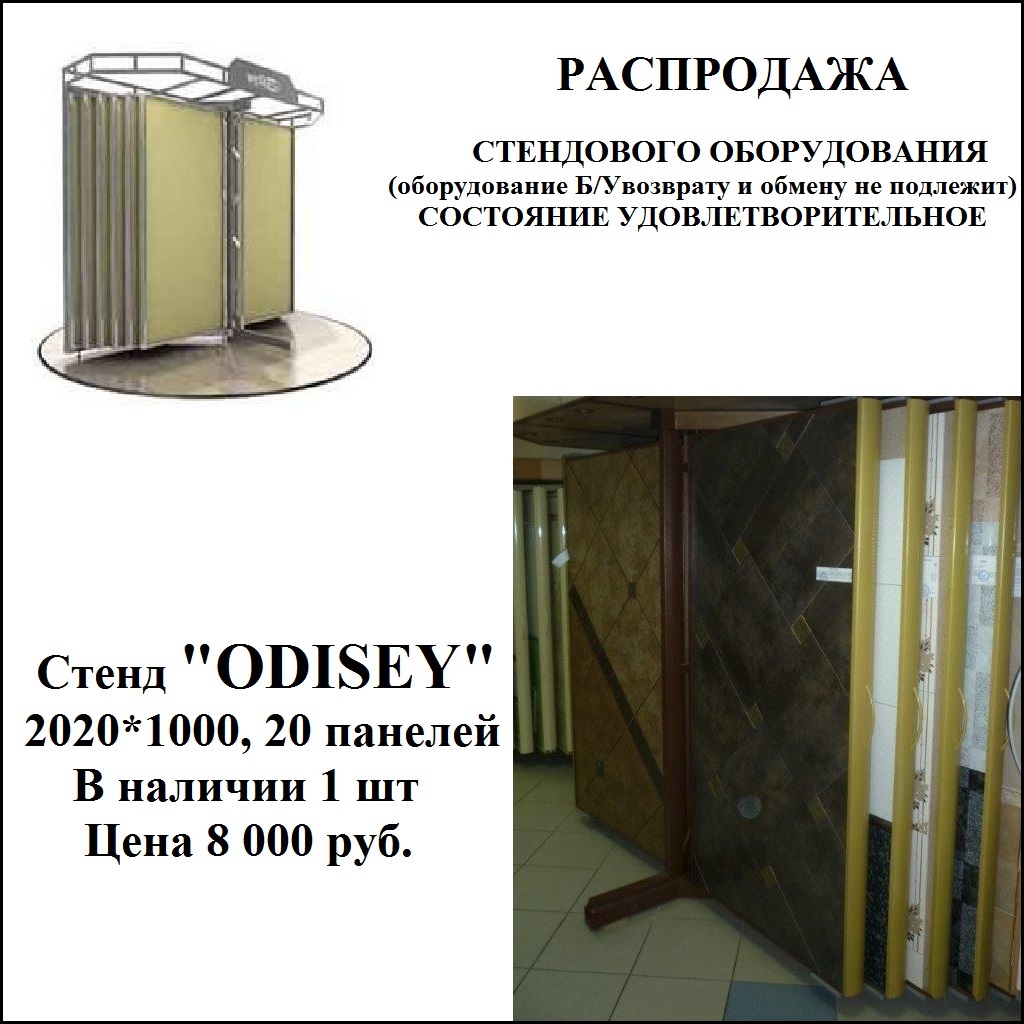 РАСПРОДАЖА
СТЕНДОВОГО ОБОРУДОВАНИЯ
(оборудование Б/Увозврату и обмену не подлежит)
СОСТОЯНИЕ УДОВЛЕТВОРИТЕЛЬНОЕ
Стенд "ODISEY"
2020*1000, 20 панелей
В наличии 1 шт
Цена 8 000 руб.